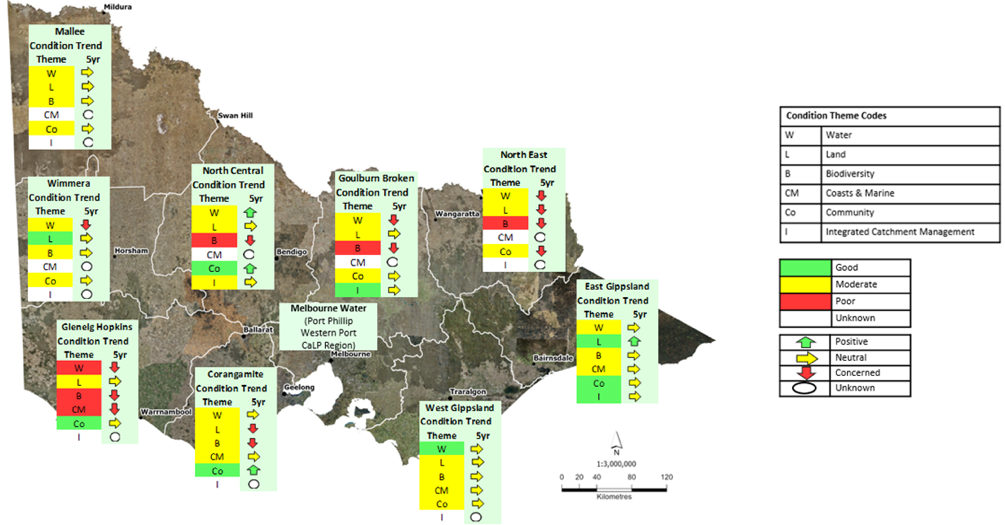 Mildura
Mallee
Condition Trend
Theme 5yr
W
L
B
CM
Co
I
Swan Hill
Wimmera
Condition Trend
Theme 5yr
W
L
B
CM
Co
I
Horsham
North Central
Condition Trend
Theme 5yr
W
L
B
CM
Co
I
Bendigo
Goulburn Broken
Condition Trend
Theme 5yr
W
L
B
CM
Co
I
North East
Condition Trend
Theme 5yr
W
L
B
CM
Co
I
Wangaratta
Glenelg Hopkins
Condition Trend
Theme 5yr
W
L
B
CM
Co
I
Warrnambool
Ballarat
Corangamite
Condition Trend
Theme 5yr
W
L
B
CM
Co
I
Geelong
Melbourne Water
(Port Phillip
Western Port
CaLP Region)
Melbourne
East Gippsland
Condition Trend
Theme 5yr
W
L
B
CM
Co
I
Bairnsdale
Traralgon
West Gippsland
Condition Trend
Theme 5yr
W
L
B
CM
Co
I
N
1:3,000,000
0 20 40 80 120
Kilometres
Condition Theme Codes
W Water
L Land
B Biodiversity
CM Coasts & Marine
Co Community
I Integrated Catchment Management
Good
Moderate
Poor
Unknown
Positive
Neutral
Concerned
Unknown